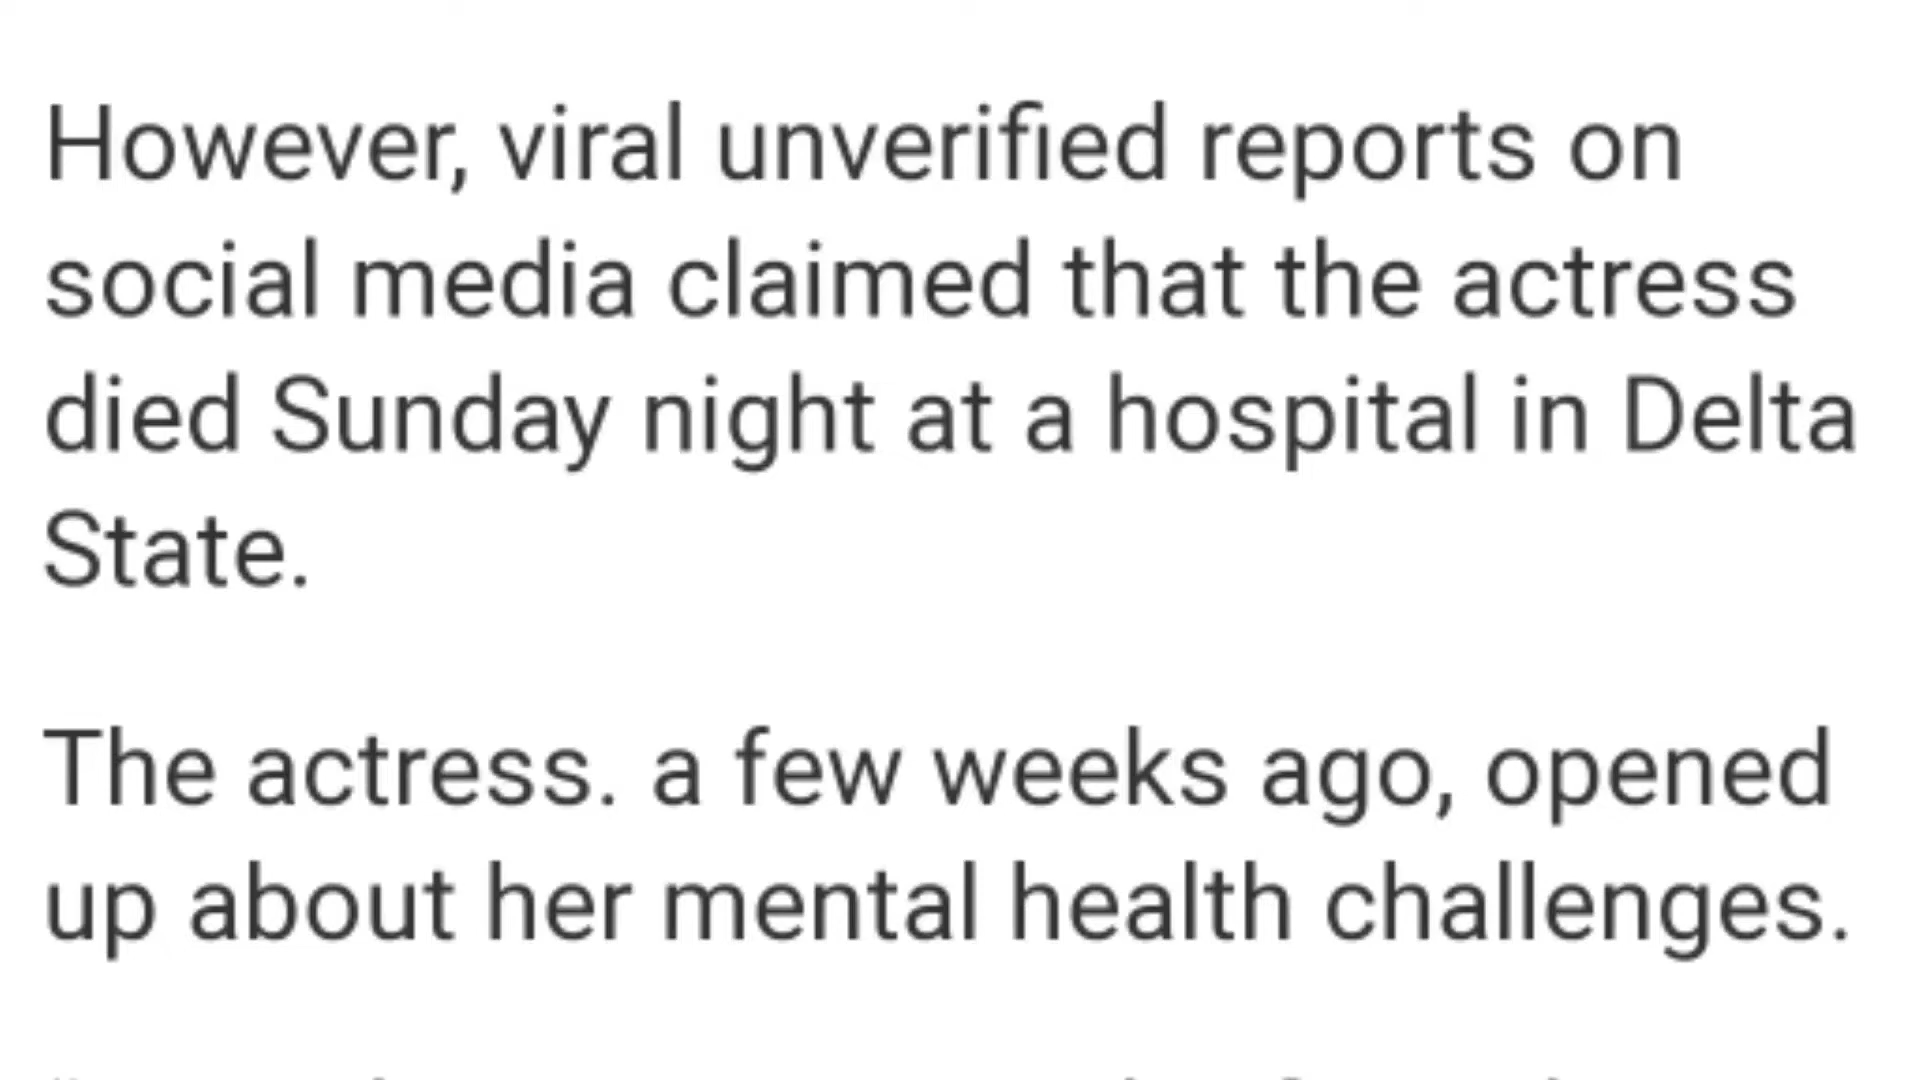 However, viral unverified reports on
social media claimed that the actress
died Sunday night at a hospital in Delta
State.
The actress. a few weeks ago, opened
up about her mental health challenges.